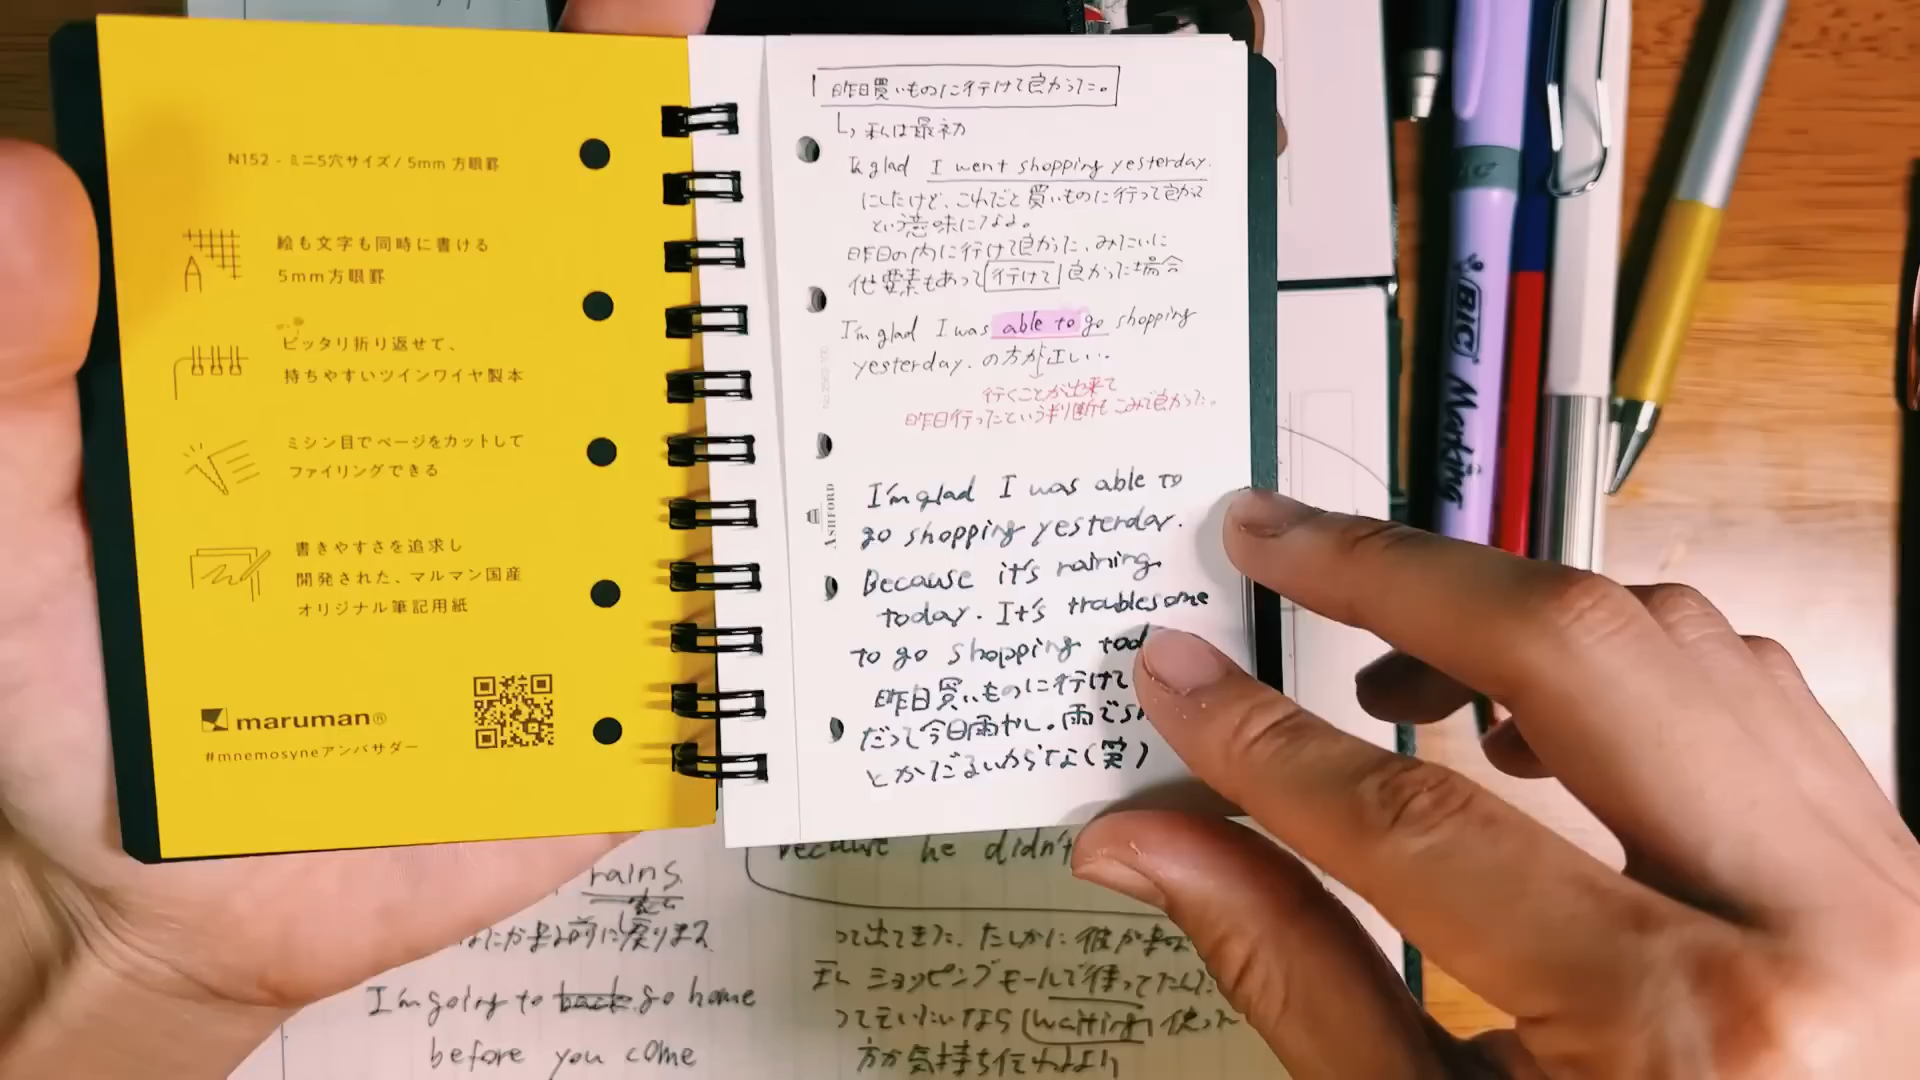 N152 - ミニ5穴サイズ / 5mm 方眼罫
絵も文字も同時に書ける
5mm方眼罫
ピッタリ折り返せて、
持ちやすいツインワイヤ製本
ミシン目でページをカットして
ファイリングできる
書きやすさを追求し
開発された、マルマン国産
オリジナル筆記用紙
maruman®
#mnemosyneアンバサダー
昨日買いものに行けて良かった。
私は最初
I'm glad I went shopping yesterday.
にしたけど、これだと買いものに行って良かった
という意味になる。
昨日の内に行けて良かった、みたいに
他要素もあって行けて良かった場合
I'm glad I was able to go shopping
yesterday. の方が正しい。
行くことが出来て
昨日行ったという判断もこみで良かった。
ASHFORD
I'm glad I was able to
go shopping yesterday.
Because it's raining
today. It's troublesome
to go shopping tod
昨日買いものに行けて
だって今日雨やし。雨で
とかだるいからな(笑)
because he didn't
rains
前に戻ります
I'm going to back go home
before you come
って出てきた、たしかに彼が
私ショッピングモールで待ってたんだ
って言いたいなら waiting 使った
方が気持ち伝わるより
BIC Marking